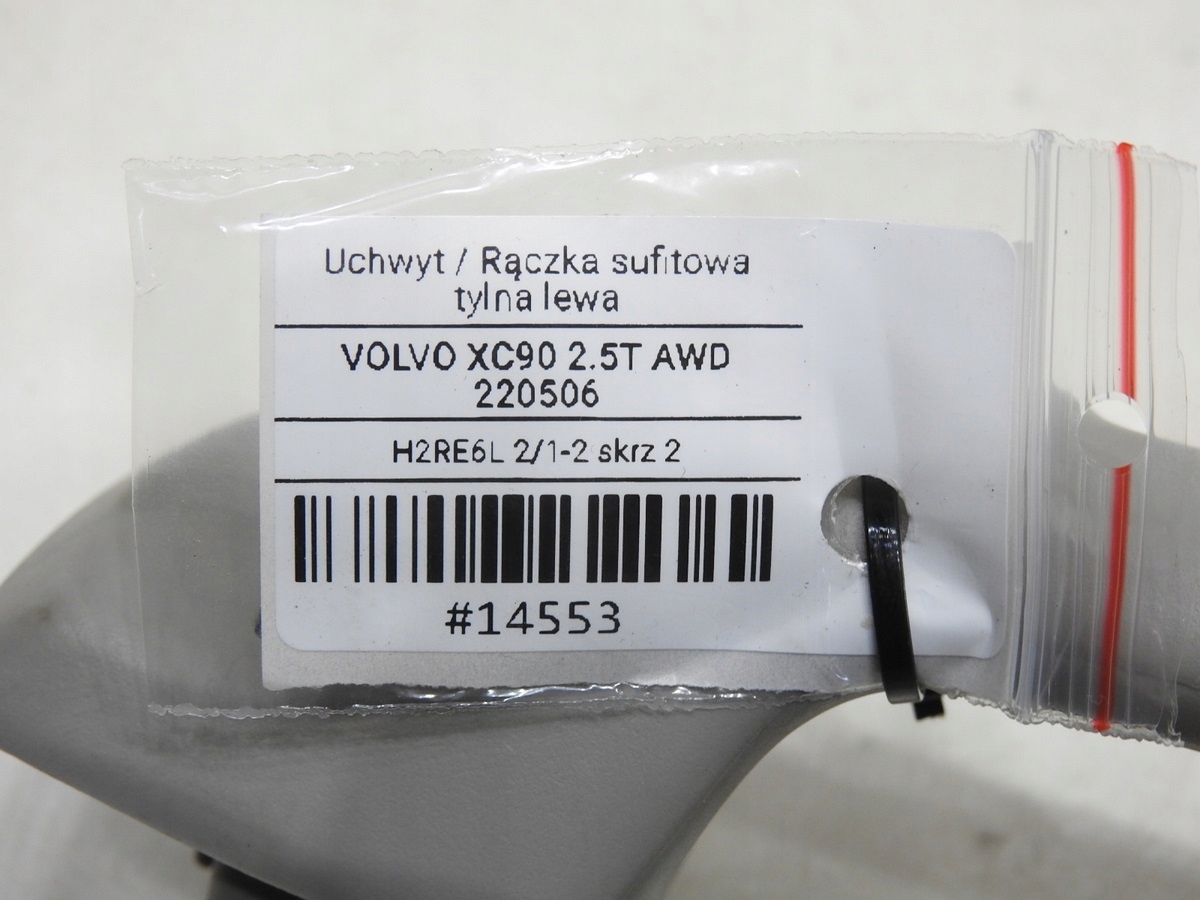 Uchwyt / Rączka sufitowa
tylna lewa
VOLVO XC90 2.5T AWD
220506
H2RE6L 2/1-2 skrz 2
#14553